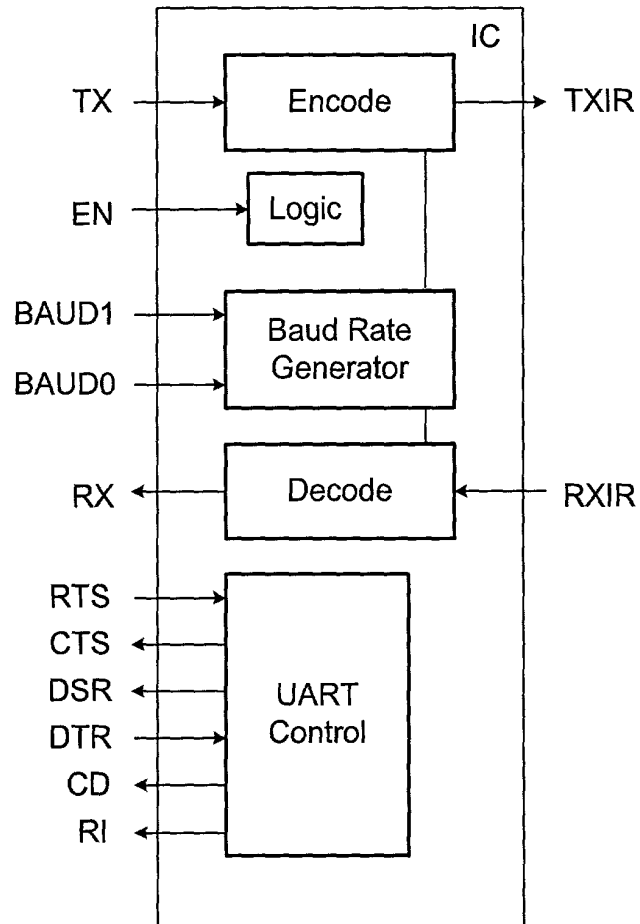 IC
TX
Encode
TXIR
EN
Logic
BAUD1
Baud Rate
Generator
BAUD0
RX
Decode
RXIR
RTS
CTS
DSR
DTR
CD
RI
UART
Control